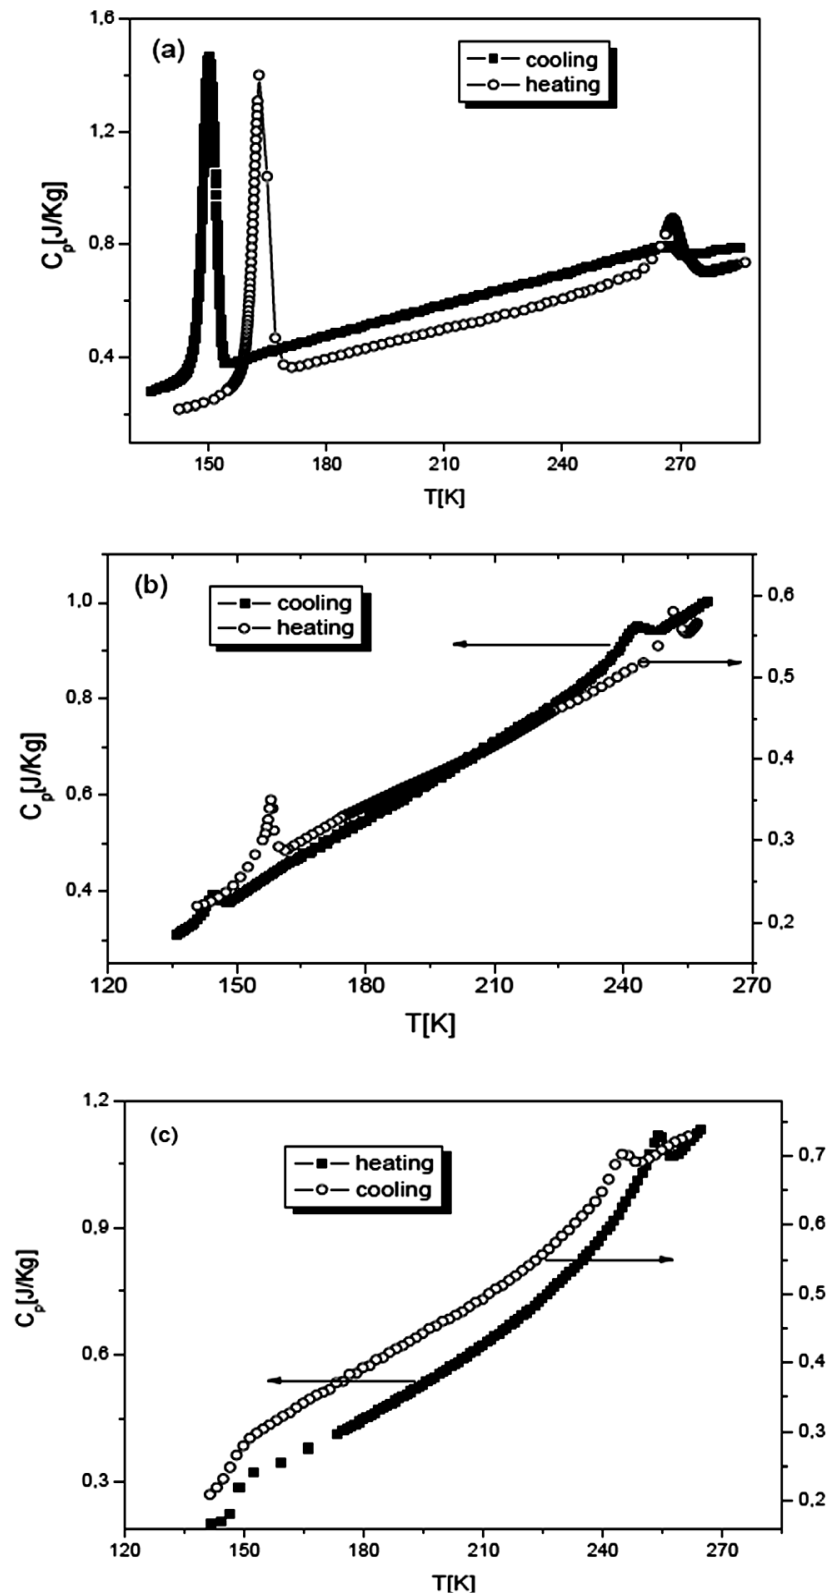 (a)
cooling
heating
1,6
1,2
0,8
0,4
Cp[J/Kg]
150 180 210 240 270
T[K]
(b)
cooling
heating
1,0
0,8
0,6
0,4
0,6
0,5
0,4
0,3
0,2
Cp[J/Kg]
120 150 180 210 240 270
T[K]
(c)
heating
cooling
1,2
0,9
0,6
0,3
0,7
0,6
0,5
0,4
0,3
0,2
Cp[J/Kg]
120 150 180 210 240 270
T[K]